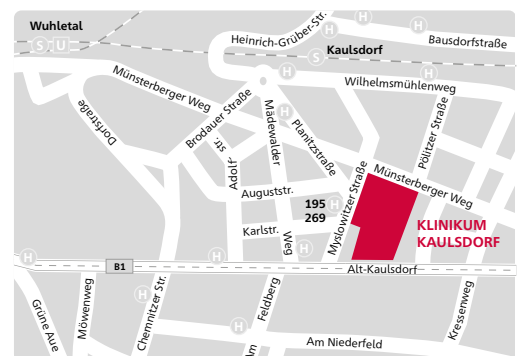 Wuhletal
S U
H
Heinrich-Grüber-Str.
H
H
Bausdorfstraße
S
Kaulsdorf
H
H
Wilhelmsmühlenweg
Münsterberger Weg
Dorfstraße
Brodauer Straße
Mädewalder
Weg
H
Planitzstraße
Pölitzer Straße
Adorf
str.
Auguststr.
195
269
H
Karlstr.
Myslowitzer Straße
Münsterberger Weg
H
KLINIKUM
KAULSDORF
H
B1
Alt-Kaulsdorf
Grüne Aue
Möwenweg
Chemnitzer Str.
Feldberg
Am
H
Am Niederfeld
H
Kressenweg